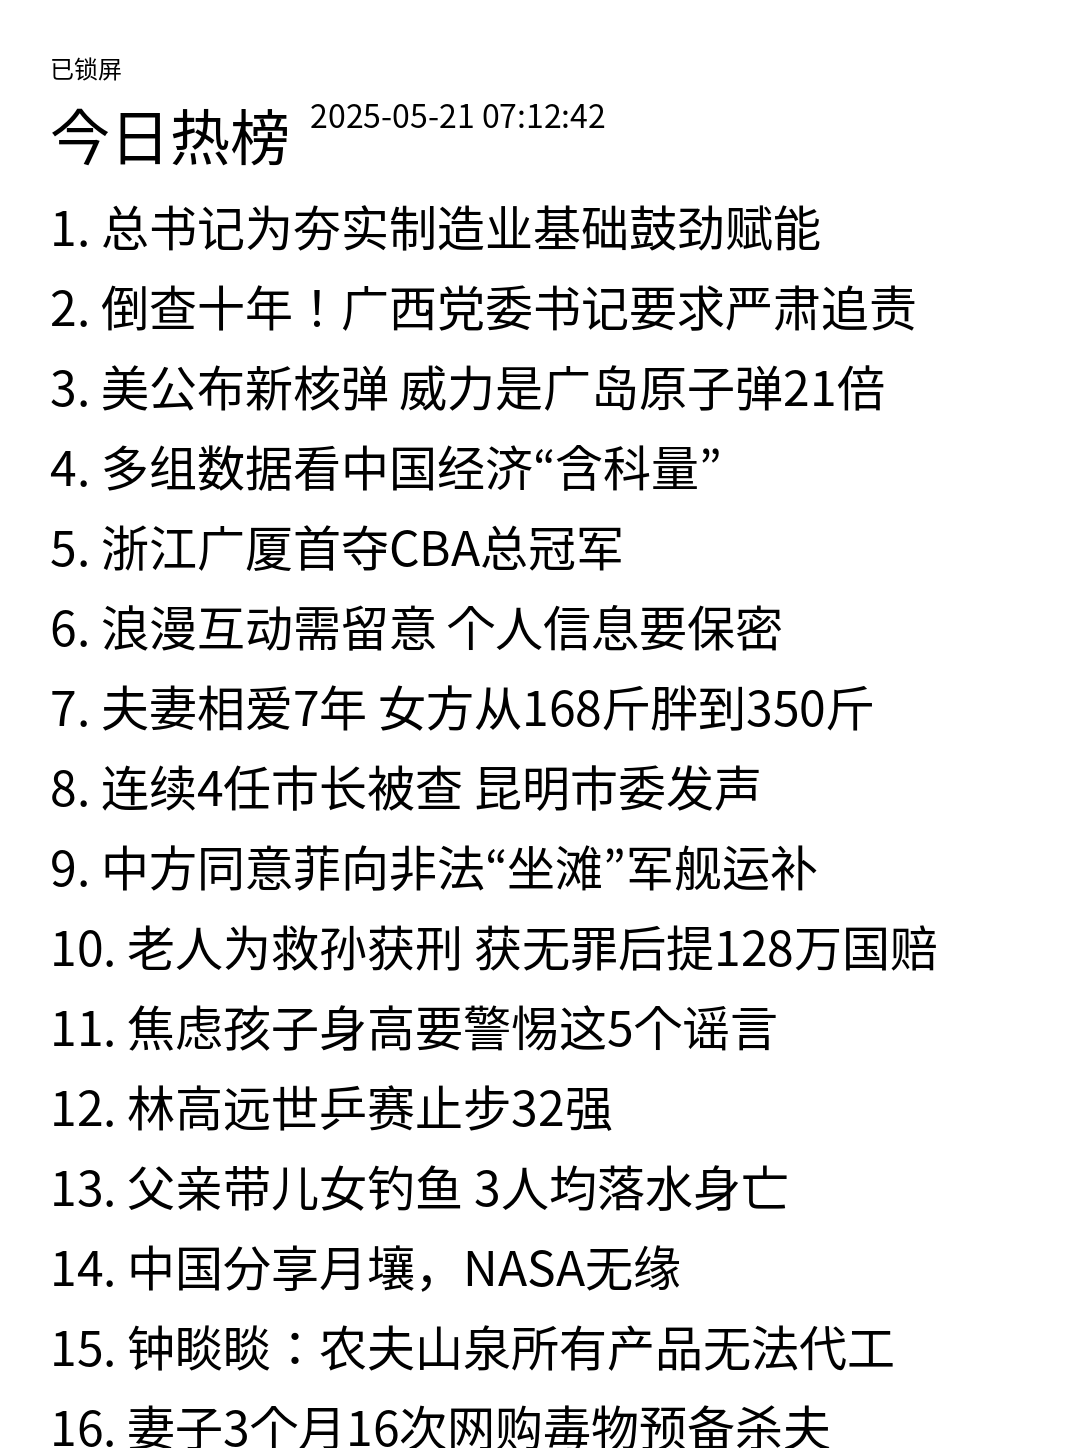 已锁屏
今日热榜 2025-05-21 07:12:42
1. 总书记为夯实制造业基础鼓劲赋能
2. 倒查十年！广西党委书记要求严肃追责
3. 美公布新核弹 威力是广岛原子弹21倍
4. 多组数据看中国经济“含科量”
5. 浙江广厦首夺CBA总冠军
6. 浪漫互动需留意 个人信息要保密
7. 夫妻相爱7年 女方从168斤胖到350斤
8. 连续4任市长被查 昆明市委发声
9. 中方同意菲向非法“坐滩”军舰运补
10. 老人为救孙获刑 获无罪后提128万国赔
11. 焦虑孩子身高要警惕这5个谣言
12. 林高远世乒赛止步32强
13. 父亲带儿女钓鱼 3人均落水身亡
14. 中国分享月壤，NASA无缘
15. 钟睒睒：农夫山泉所有产品无法代工
16. 妻子3个月16次网购毒物预备杀夫